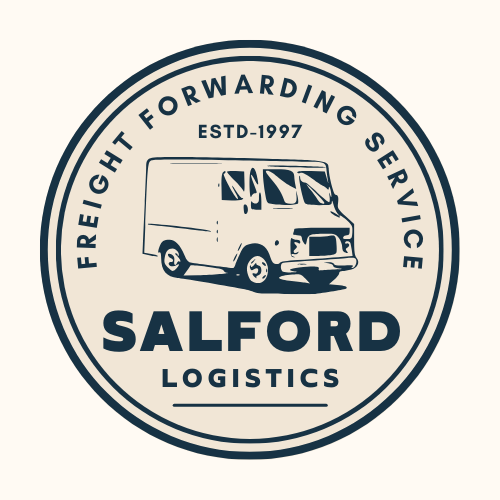 FREIGHT FORWARDING SERVICE
ESTD-1997
SALFORD
LOGISTICS